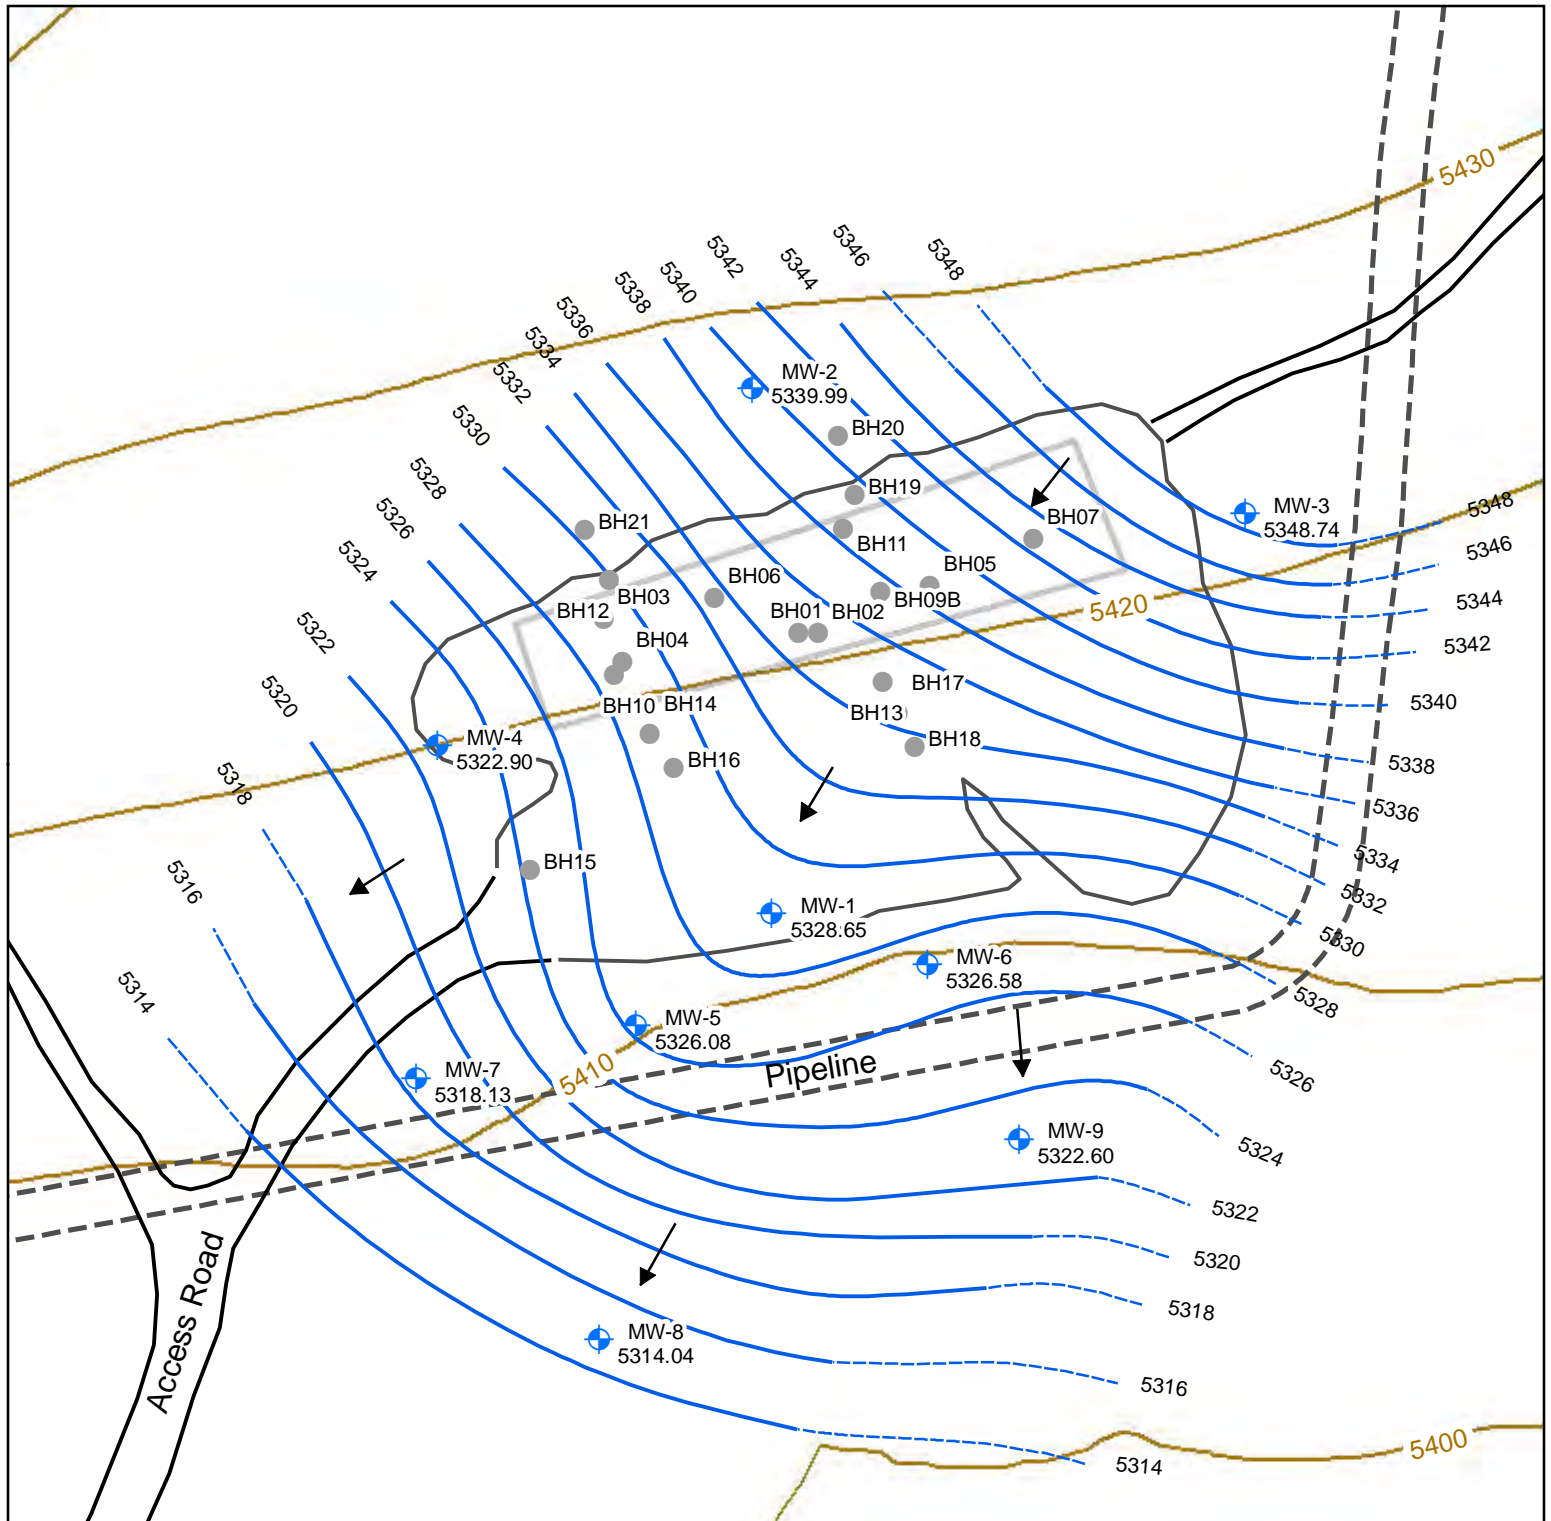 5430
5346
5348
5342
5344
5340
5338
5336
5334
5332
5330
5328
5326
5324
5322
5320
5318
5316
5314
MW-2
5339.99
BH20
BH19
BH07
MW-3
5348.74
5348
5346
5344
5342
5340
5338
5336
5334
5332
5330
5328
5326
5324
5322
5320
5318
5316
5314
BH21
BH11
BH05
BH06
BH03
BH12
BH09B
BH01
BH02
5420
BH04
BH17
BH10
BH14
BH13
BH18
MW-4
5322.90
BH16
BH15
MW-1
5328.65
MW-6
5326.58
MW-5
5326.08
Pipeline
5410
MW-7
5318.13
MW-9
5322.60
Access Road
MW-8
5314.04
5400